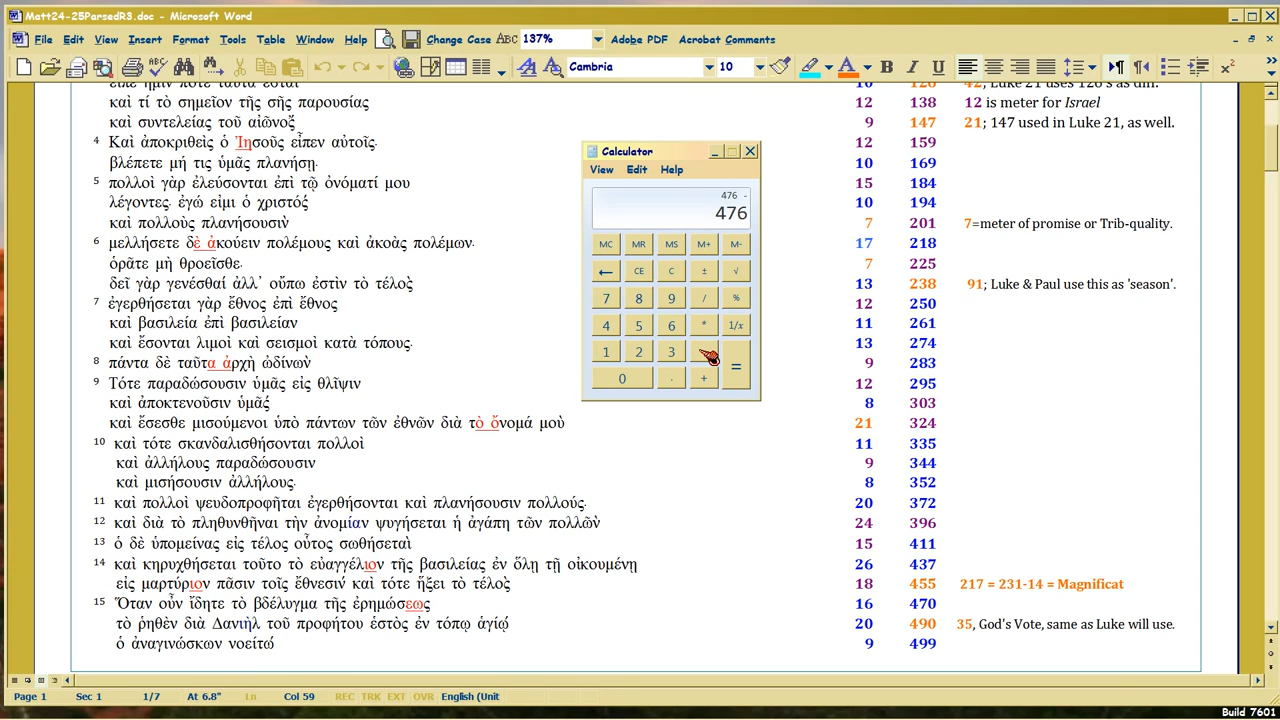 Matt24-25ParsedR3.doc - Microsoft Word
File Edit View Insert Format Tools Table Window Help Change Case ABC 137% Adobe PDF Acrobat Comments
Cambria 10 B I U
12 138 12 is meter for Israel
καὶ τί τὸ σημεῖον τῆς σῆς παρουσίας
καὶ συντελείας τοῦ αἰῶνοξ 9 147 21; 147 used in Luke 21, as well.
4 Καὶ ἀποκριθεὶς ὁ Ἰησοῦς εἶπεν αὐτοῖς· 12 159
βλέπετε μή τις ὑμᾶς πλανήσῃ· 10 169
5 πολλοὶ γὰρ ἐλεύσονται ἐπὶ τῷ ὀνόματί μου 15 184
λέγοντες· ἐγώ εἰμι ὁ χριστόξ 10 194
καὶ πολλοὺς πλανήσουσιν 7 201 7=meter of promise or Trib-quality.
6 μελλήσετε δὲ ἀκούειν πολέμους καὶ ἀκοὰς πολέμων· 17 218
ὁρᾶτε μὴ θροεῖσθε· 7 225
δεῖ γὰρ γενέσθαί ἀλλ᾽ οὔπω ἐστὶν τὸ τέλος 13 238 91; Luke & Paul use this as 'season'.
7 ἐγερθήσεται γὰρ ἔθνος ἐπὶ ἔθνος 12 250
καὶ βασιλεία ἐπὶ βασιλείαν 11 261
καὶ ἔσονται λιμοὶ καὶ σεισμοὶ κατὰ τόπους· 13 274
8 πάντα δὲ ταῦτα ἀρχὴ ὠδίνων 9 283
9 Τότε παραδώσουσιν ὑμᾶς εἰς θλῖψιν 12 295
καὶ ἀποκτενοῦσιν ὑμᾶς 8 303
καὶ ἔσεσθε μισούμενοι ὑπὸ πάντων τῶν ἐθνῶν διὰ τὸ ὄνομά μοὺ 21 324
10 καὶ τότε σκανδαλισθήσονται πολλοὶ 11 335
καὶ ἀλλήλους παραδώσουσιν 9 344
καὶ μισήσουσιν ἀλλήλους· 8 352
11 καὶ πολλοὶ ψευδοπροφῆται ἐγερθήσονται καὶ πλανήσουσιν πολλούς· 20 372
12 καὶ διὰ τὸ πληθυνθῆναι τὴν ἀνομίαν ψυγήσεται ἡ ἀγάπη τῶν πολλῶν 24 396
13 ὁ δὲ ὑπομείνας εἰς τέλος οὗτος σωθήσεταὶ 15 411
14 καὶ κηρυχθήσεται τοῦτο τὸ εὐαγγέλιον τῆς βασιλείας ἐν ὅλῃ τῇ οἰκουμένῃ 26 437
εἰς μαρτύριον πᾶσιν τοῖς ἔθνεσιν καὶ τότε ἥξει τὸ τέλος 18 455 217 = 231-14 = Magnificat
15 Ὅταν οὖν ἴδητε τὸ βδέλυγμα τῆς ἐρημώσεως 16 470
τὸ ῥηθὲν διὰ Δανιὴλ τοῦ προφήτου ἑστὸς ἐν τόπῳ ἁγίῳ 20 490 35, God's Vote, same as Luke will use.
ὁ ἀναγινώσκων νοείτώ 9 499
Calculator
View Edit Help
476 -
476
MC MR MS M+ M-
← CE C ± √
7 8 9 / %
4 5 6 * 1/x
1 2 3 =
0 . +
Page 1 Sec 1 1/7 At 6.8" Ln Col 59 REC TRK EXT OVR English (Unit
Build 7601